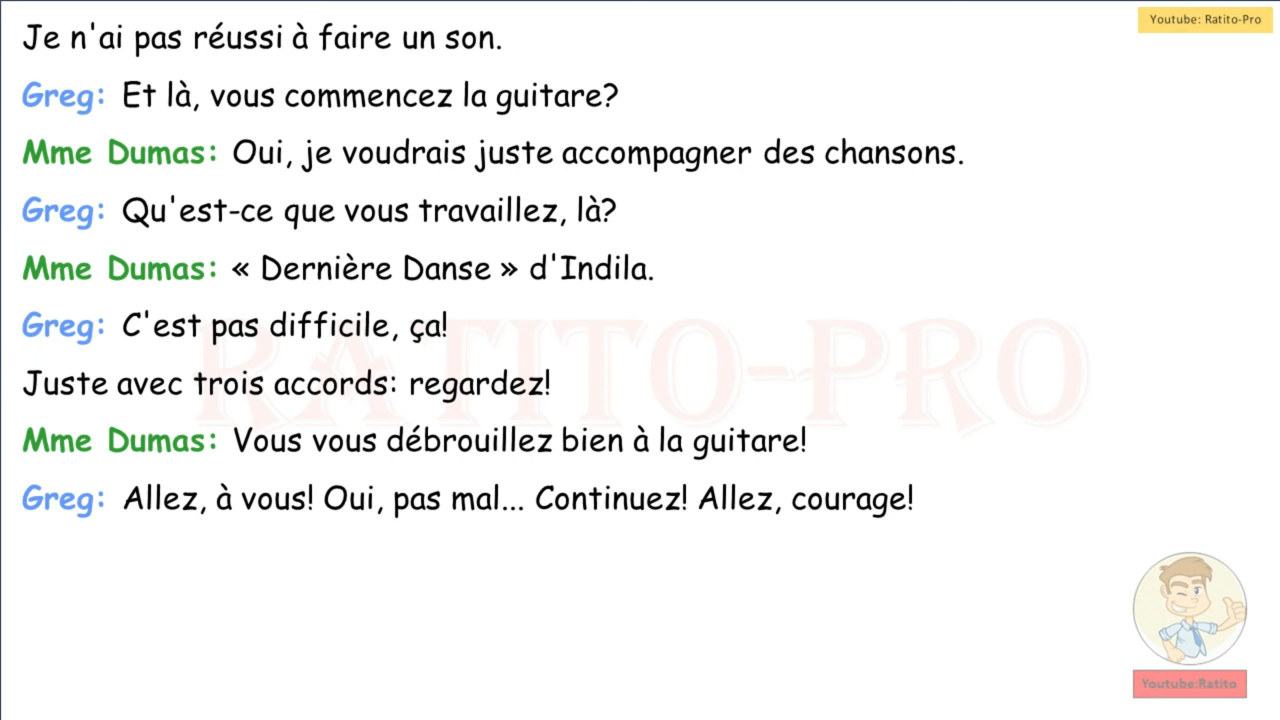 Youtube: Ratito-Pro
Je n'ai pas réussi à faire un son.
Greg: Et là, vous commencez la guitare?
Mme Dumas: Oui, je voudrais juste accompagner des chansons.
Greg: Qu'est-ce que vous travaillez, là?
Mme Dumas: « Dernière Danse » d'Indila.
Greg: C'est pas difficile, ça!
Juste avec trois accords: regardez!
Mme Dumas: Vous vous débrouillez bien à la guitare!
Greg: Allez, à vous! Oui, pas mal... Continuez! Allez, courage!
RATITO-PRO
Youtube:Ratito